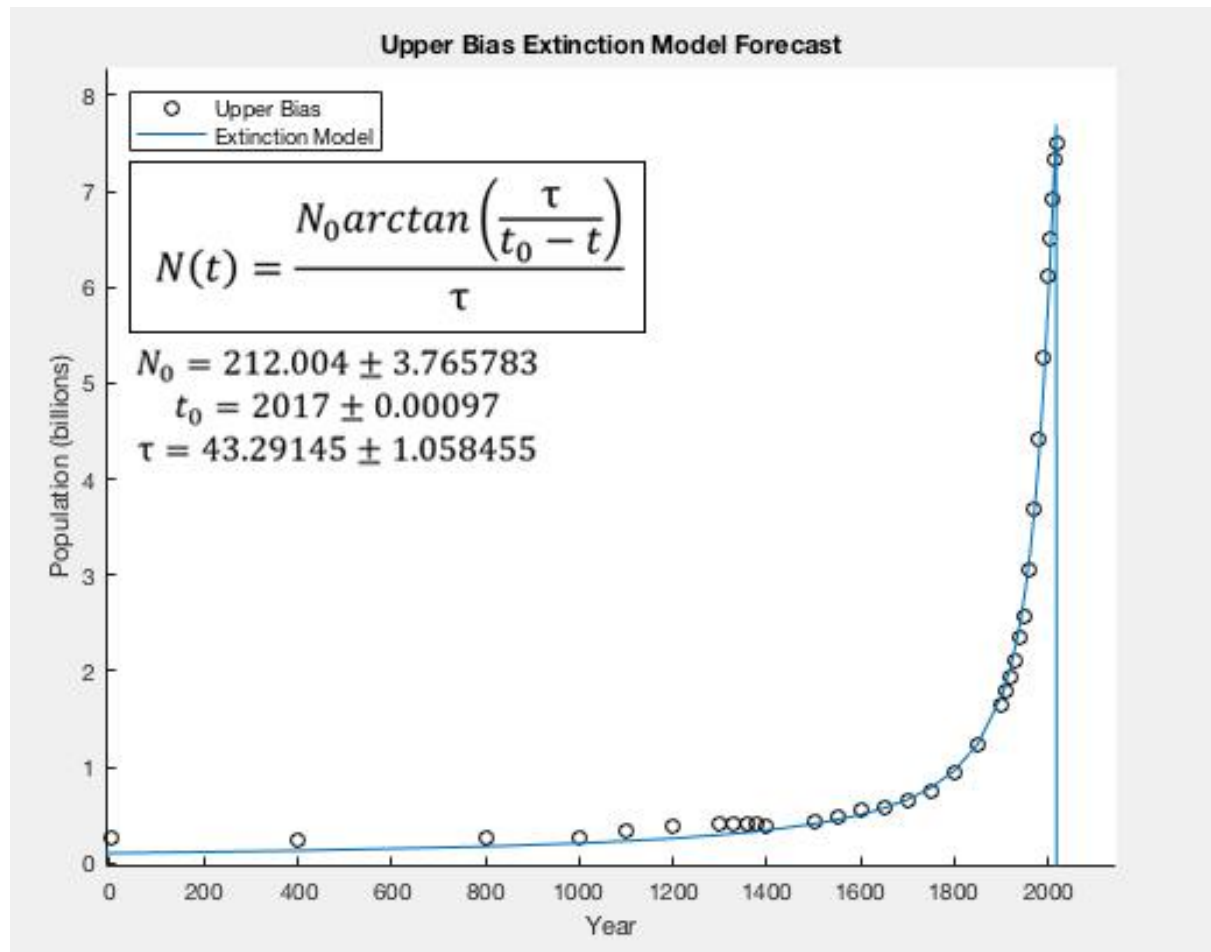 Upper Bias Extinction Model Forecast
8
Upper Bias
Extinction Model
7
N(t) = N₀arctan(τ/(t₀ − t))/τ
6
N₀ = 212.004 ± 3.765783
5
t₀ = 2017 ± 0.00097
τ = 43.29145 ± 1.058455
4
3
2
1
0
Population (billions)
0 200 400 600 800 1000 1200 1400 1600 1800 2000
Year